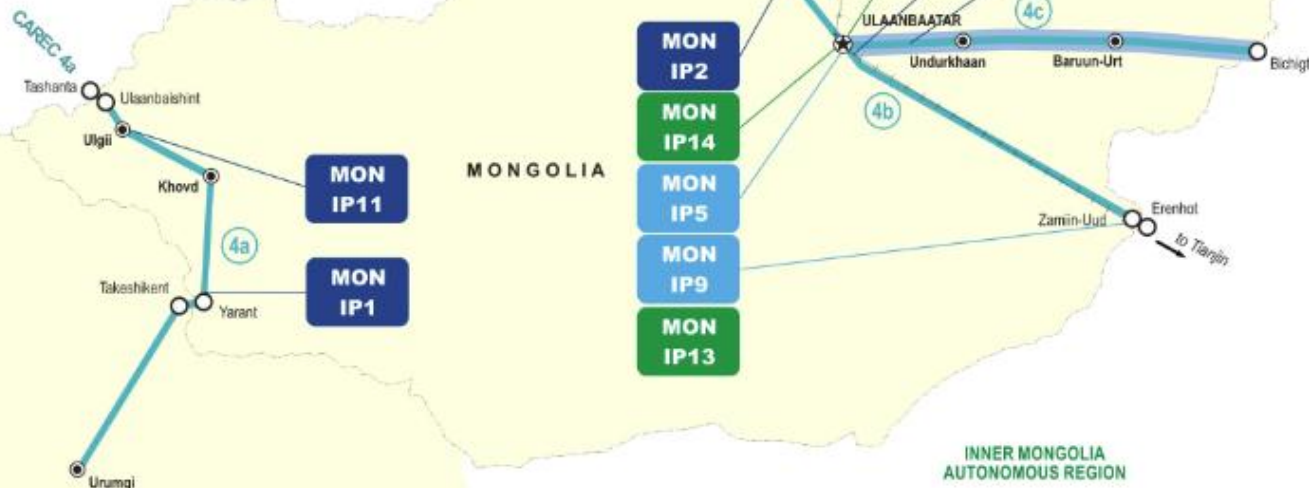 CAREC 4a
Tashanta
Ulaanbaishint
Ulgii
Khovd
4a
Takeshikent
Yarant
Urumqi
MON
IP11
MON
IP1
MONGOLIA
MON
IP2
MON
IP14
MON
IP5
MON
IP9
MON
IP13
ULAANBAATAR
4c
Undurkhaan
Baruun-Urt
4b
Zamiin-Uud
Erenhot
to Tianjin
INNER MONGOLIA
AUTONOMOUS REGION